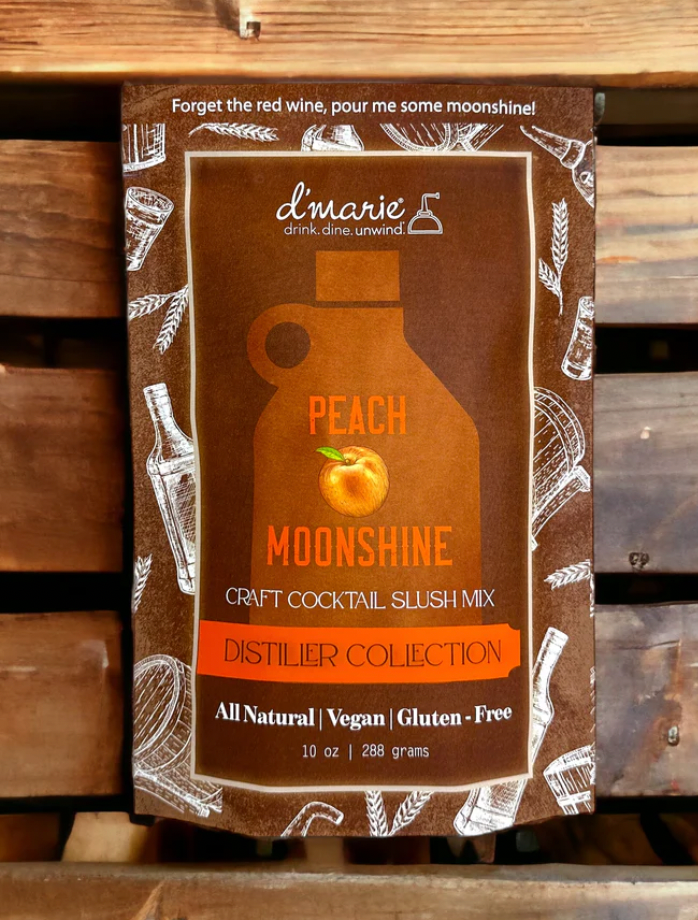 Forget the red wine, pour me some moonshine!
d'marie®
drink. dine. unwind.
PEACH
MOONSHINE
CRAFT COCKTAIL SLUSH MIX
DISTILLER COLLECTION
All Natural | Vegan | Gluten - Free
10 oz | 288 grams